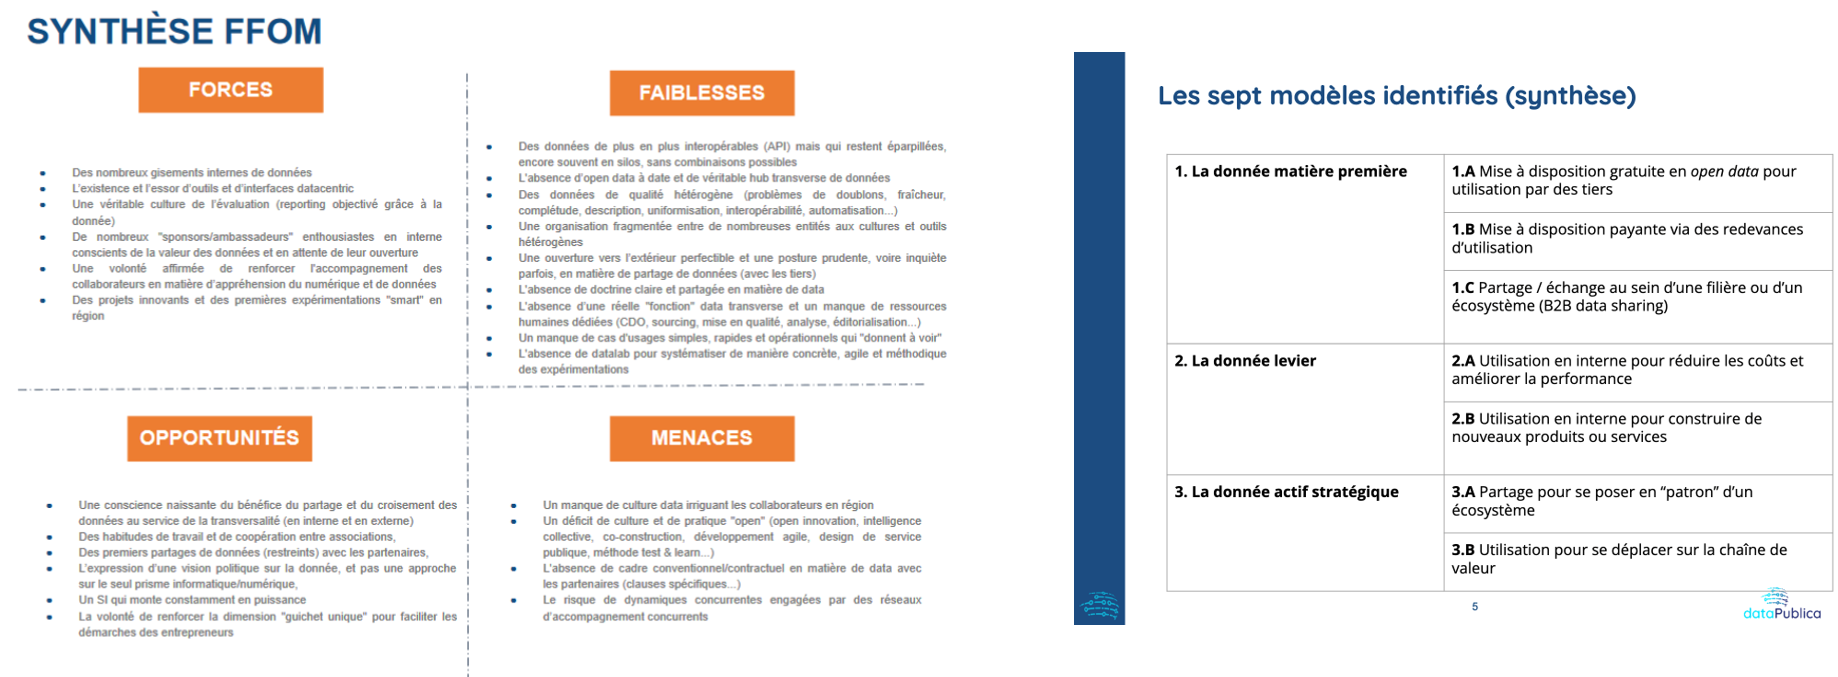 SYNTHÈSE FFOM
FORCES
• Des nombreux gisements internes de données
• L'existence et l'essor d'outils et d'interfaces datacentric
• Une véritable culture de l'évaluation (reporting objectivé grâce à la
donnée)
• De nombreux "sponsors/ambassadeurs" enthousiastes en interne
conscients de la valeur des données et en attente de leur ouverture
• Une volonté affirmée de renforcer l'accompagnement des
collaborateurs en matière d'appréhension du numérique et de données
• Des projets innovants et des premières expérimentations "smart" en
région
FAIBLESSES
• Des données de plus en plus interopérables (API) mais qui restent éparpillées,
encore souvent en silos, sans combinaisons possibles
• L'absence d'open data à date et de véritable hub transverse de données
• Des données de qualité hétérogène (problèmes de doublons, fraîcheur,
complétude, description, uniformisation, interopérabilité, automatisation...)
• Une organisation fragmentée entre de nombreuses entités aux cultures et outils
hétérogènes
• Une ouverture vers l'extérieur perfectible et une posture prudente, voire inquiète
parfois, en matière de partage de données (avec les tiers)
• L'absence de doctrine claire et partagée en matière de data
• L'absence d'une réelle "fonction" data transverse et un manque de ressources
humaines dédiées (CDO, sourcing, mise en qualité, analyse, éditorialisation...)
• Un manque de cas d'usages simples, rapides et opérationnels qui "donnent à voir"
• L'absence de datalab pour systématiser de manière concrète, agile et méthodique
des expérimentations
OPPORTUNITÉS
• Une conscience naissante du bénéfice du partage et du croisement des
données au service de la transversalité (en interne et en externe)
• Des habitudes de travail et de coopération entre associations,
• Des premiers partages de données (restreints) avec les partenaires,
• L'expression d'une vision politique sur la donnée, et pas une approche
sur le seul prisme informatique/numérique,
• Un SI qui monte constamment en puissance
• La volonté de renforcer la dimension "guichet unique" pour faciliter les
démarches des entrepreneurs
MENACES
• Un manque de culture data irriguant les collaborateurs en région
• Un déficit de culture et de pratique "open" (open innovation, intelligence
collective, co-construction, développement agile, design de service
publique, méthode test & learn...)
• L'absence de cadre conventionnel/contractuel en matière de data avec
les partenaires (clauses spécifiques...)
• Le risque de dynamiques concurrentes engagées par des réseaux
d'accompagnement concurrents
Les sept modèles identifiés (synthèse)
1. La donnée matière première
1.A Mise à disposition gratuite en open data pour
utilisation par des tiers
1.B Mise à disposition payante via des redevances
d'utilisation
1.C Partage / échange au sein d'une filière ou d'un
écosystème (B2B data sharing)
2. La donnée levier
2.A Utilisation en interne pour réduire les coûts et
améliorer la performance
2.B Utilisation en interne pour construire de
nouveaux produits ou services
3. La donnée actif stratégique
3.A Partage pour se poser en "patron" d'un
écosystème
3.B Utilisation pour se déplacer sur la chaîne de
valeur
5
dataPublica